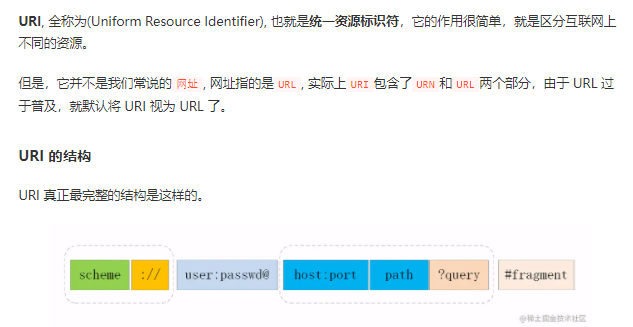 URI, 全称为(Uniform Resource Identifier), 也就是统一资源标识符，它的作用很简单，就是区分互联网上
不同的资源。
但是，它并不是我们常说的 网址 , 网址指的是 URL , 实际上 URI 包含了 URN 和 URL 两个部分，由于 URL 过
于普及，就默认将 URI 视为 URL 了。
URI 的结构
URI 真正最完整的结构是这样的。
scheme :// user:passwd@ host:port path ?query #fragment
@稀土掘金技术社区